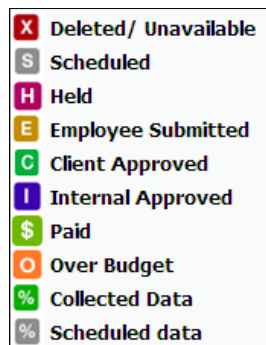 X Deleted/ Unavailable
S Scheduled
H Held
E Employee Submitted
C Client Approved
I Internal Approved
$ Paid
O Over Budget
% Collected Data
% Scheduled data